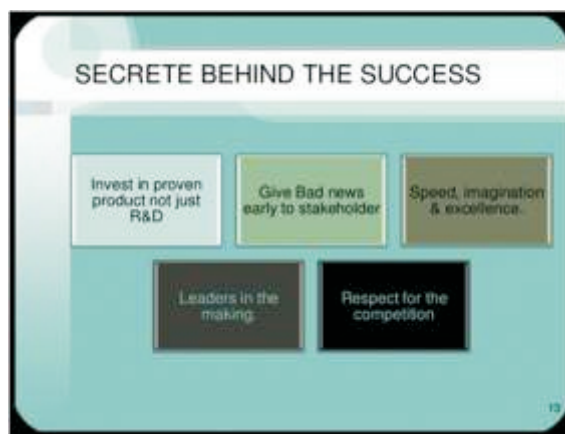 SECRETE BEHIND THE SUCCESS
Invest in proven
product not just
R&D
Give Bad news
early to stakeholder
Speed, imagination
& excellence.
Leaders in the
making.
Respect for the
competition
13